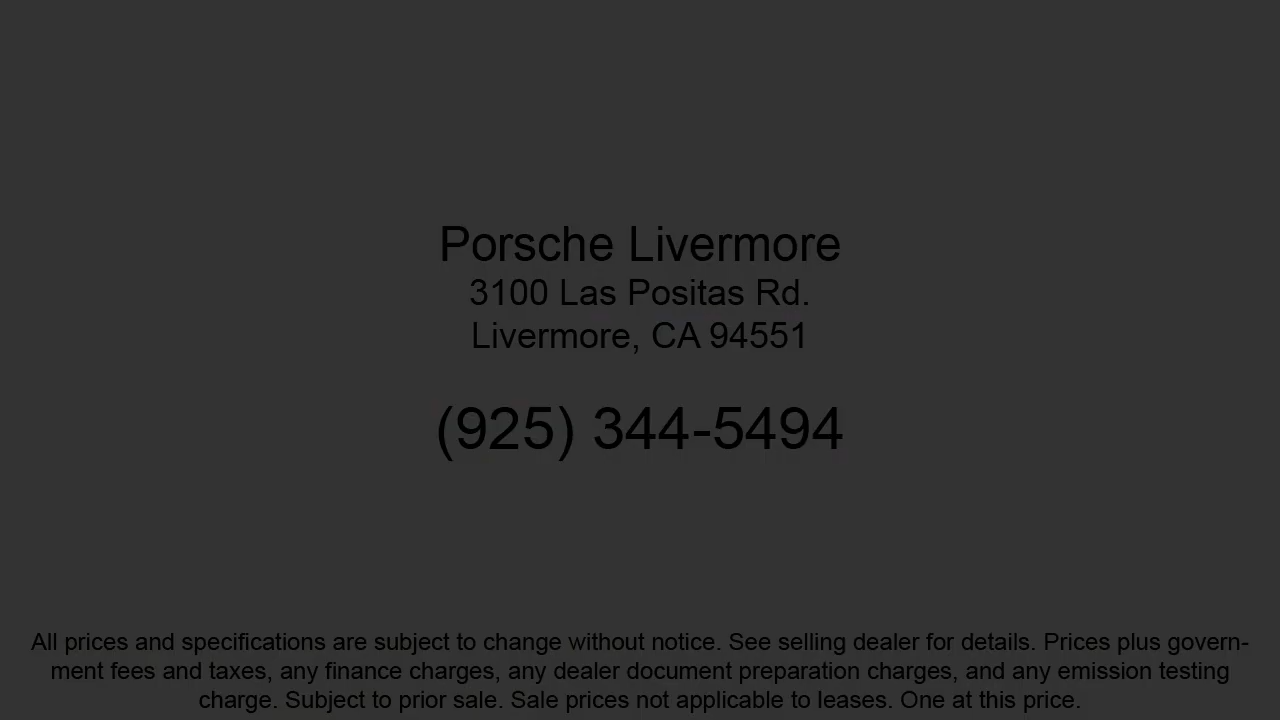 Porsche Livermore
3100 Las Positas Rd.
Livermore, CA 94551
(925) 344-5494
All prices and specifications are subject to change without notice. See selling dealer for details. Prices plus govern-
ment fees and taxes, any finance charges, any dealer document preparation charges, and any emission testing
charge. Subject to prior sale. Sale prices not applicable to leases. One at this price.